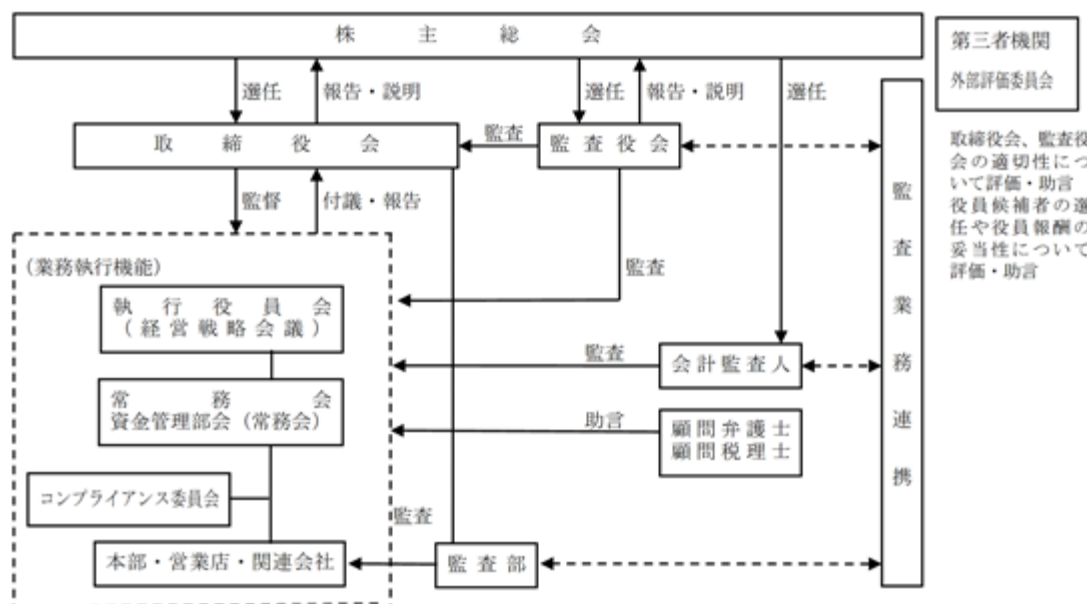 株主総会
第三者機関
外部評価委員会
選任
報告・説明
選任
報告・説明
選任
取締役会
監査
監査役会
取締役会、監査役
会の適切性につ
いて評価・助言
役員候補者の選
任や役員報酬の
妥当性について
評価・助言
監督
付議・報告
監査業務連携
(業務執行機能)
監査
執行役員会
(経営戦略会議)
監査
会計監査人
常務会
資金管理部会(常務会)
助言
顧問弁護士
顧問税理士
コンプライアンス委員会
監査
本部・営業店・関連会社
監査部